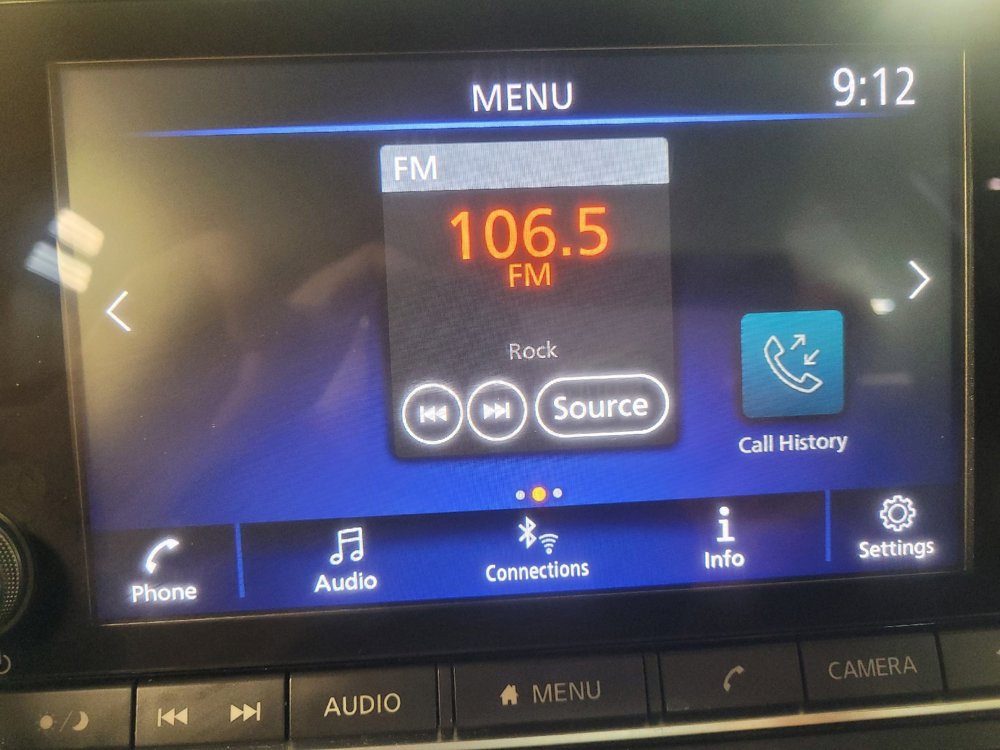 MENU
9:12
FM
106.5
FM
Rock
Source
Call History
Phone
Audio
Connections
Info
Settings
AUDIO
MENU
CAMERA